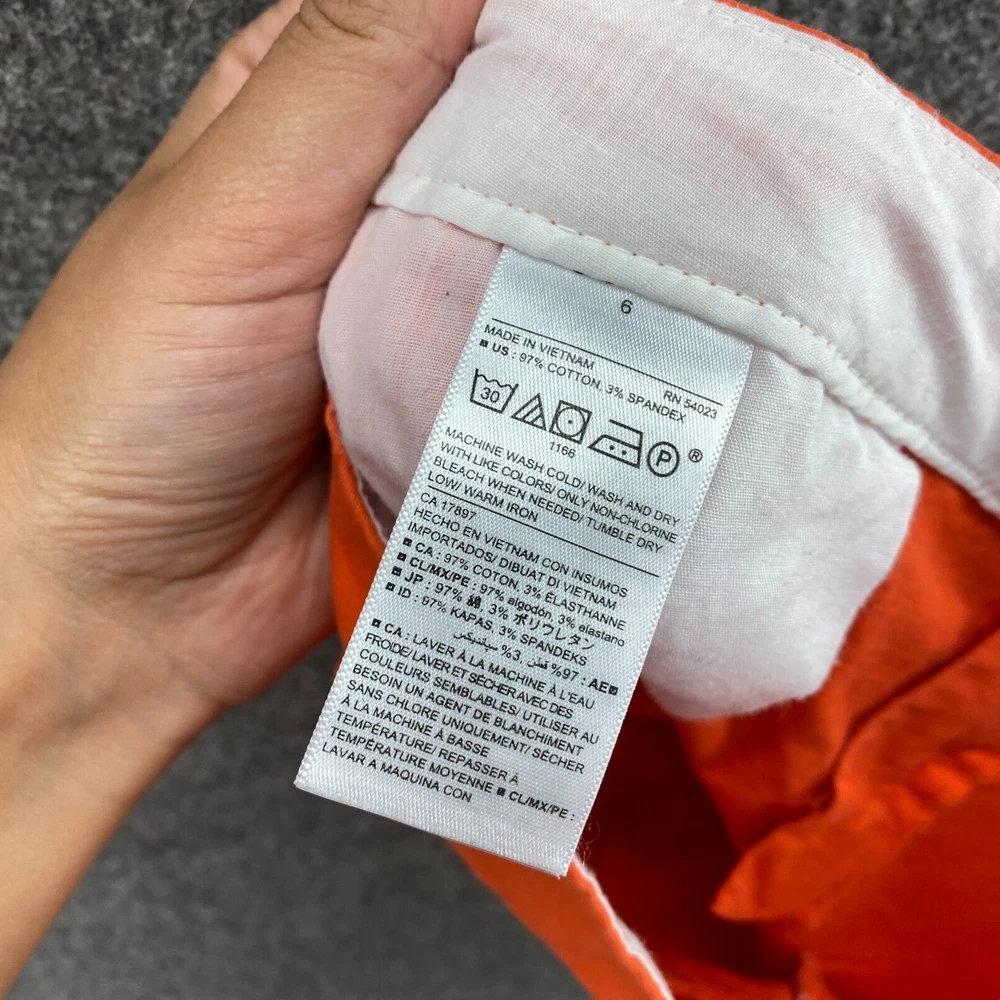 6
MADE IN VIETNAM RN 54023
US : 97% COTTON, 3% SPANDEX
30 P ®
1166
MACHINE WASH COLD/ WASH AND DRY
WITH LIKE COLORS/ ONLY NON-CHLORINE
BLEACH WHEN NEEDED/ TUMBLE DRY
LOW/ WARM IRON
CA 17897
HECHO EN VIETNAM CON INSUMOS
IMPORTADOS/ DIBUAT DI VIETNAM
CA : 97% COTON, 3% ÉLASTHANNE
CL/MX/PE : 97% algodón, 3% elastano
JP : 97% 綿, 3% ポリウレタン
ID : 97% KAPAS, 3% SPANDEKS
AE : 97% قطن, 3% سباندیکس
CA : LAVER À LA MACHINE À L'EAU
FROIDE/LAVER ET SÉCHER AVEC DES
COULEURS SEMBLABLES/ UTILISER AU
BESOIN UN AGENT DE BLANCHIMENT
SANS CHLORE UNIQUEMENT/ SÉCHER
À LA MACHINE À BASSE
TEMPÉRATURE/ REPASSER À
TEMPÉRATURE MOYENNE CL/MX/PE :
LAVAR A MAQUINA CON